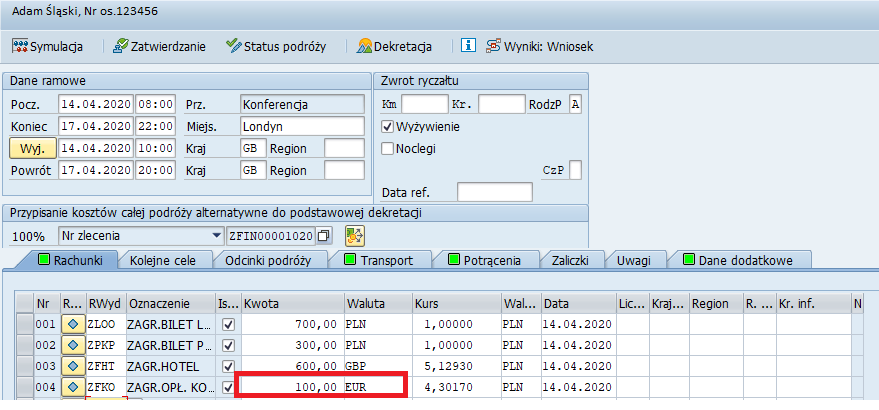 Adam Śląski, Nr os.123456
Symulacja Zatwierdzanie Status podróży Dekretacja Wyniki: Wniosek
Dane ramowe
Pocz. 14.04.2020 08:00 Prz. Konferencja
Koniec 17.04.2020 22:00 Miejs. Londyn
Wyj. 14.04.2020 10:00 Kraj GB Region
Powrót 17.04.2020 20:00 Kraj GB Region
Zwrot ryczałtu
Km Kr. RodzP A
Wyżywienie
Noclegi
CzP
Data ref.
Przypisanie kosztów całej podróży alternatywne do podstawowej dekretacji
100% Nr zlecenia ZFIN00001020
Rachunki Kolejne cele Odcinki podróży Transport Potrącenia Zaliczki Uwagi Dane dodatkowe
Nr R... RWyd Oznaczenie Is... Kwota Waluta Kurs Wal... Data Lic... Kraj... Region R. ... Kr. inf. N
001 ZLOO ZAGR.BILET L... 700,00 PLN 1,00000 PLN 14.04.2020
002 ZPKP ZAGR.BILET P... 300,00 PLN 1,00000 PLN 14.04.2020
003 ZFHT ZAGR.HOTEL 600,00 GBP 5,12930 PLN 14.04.2020
004 ZFKO ZAGR.OPŁ. KO... 100,00 EUR 4,30170 PLN 14.04.2020